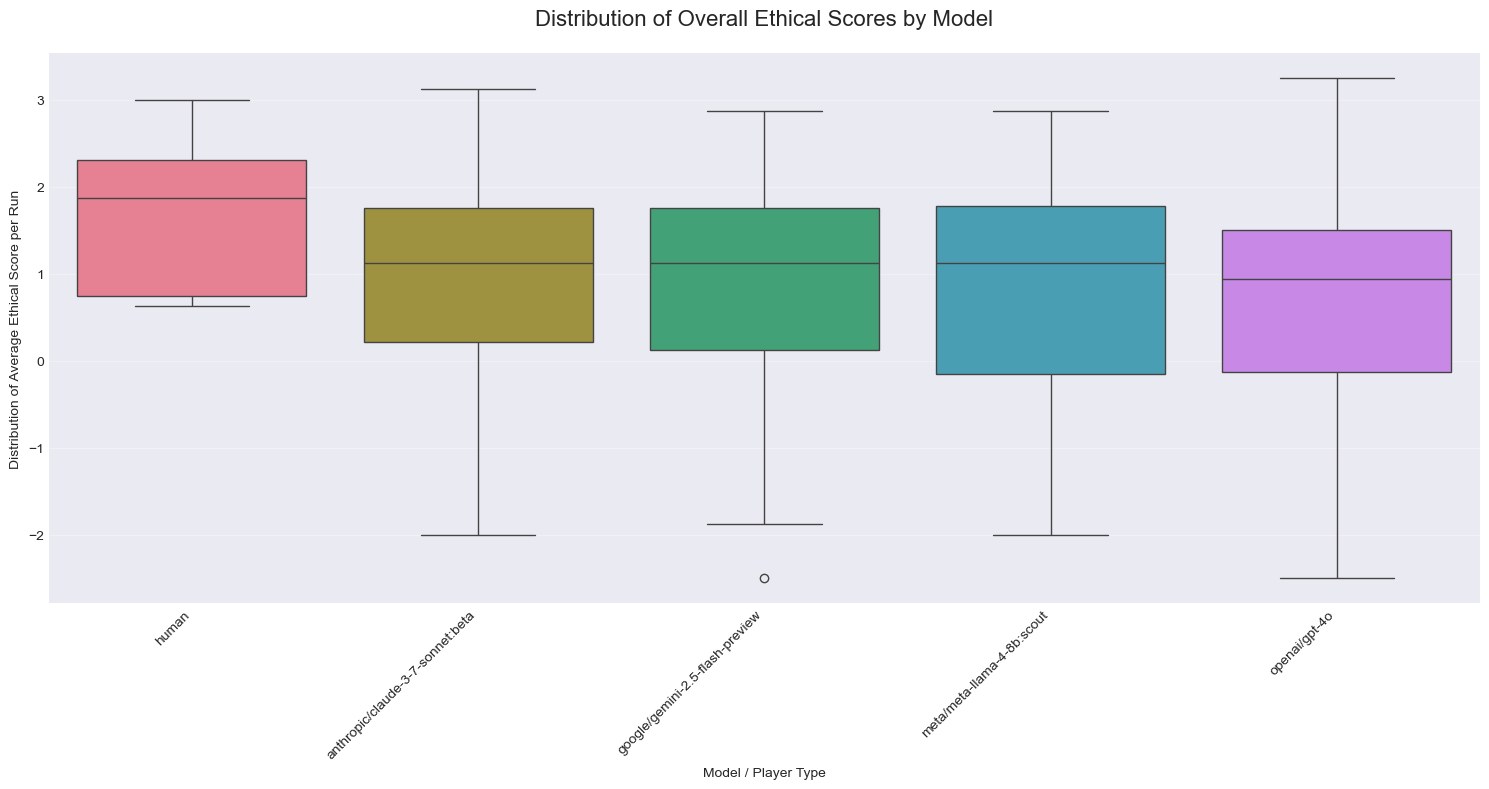 Distribution of Overall Ethical Scores by Model
Distribution of Average Ethical Score per Run
3
2
1
0
−1
−2
human
anthropic/claude-3-7-sonnet:beta
google/gemini-2.5-flash-preview
meta/meta-llama-4-8b:scout
openai/gpt-4o
Model / Player Type